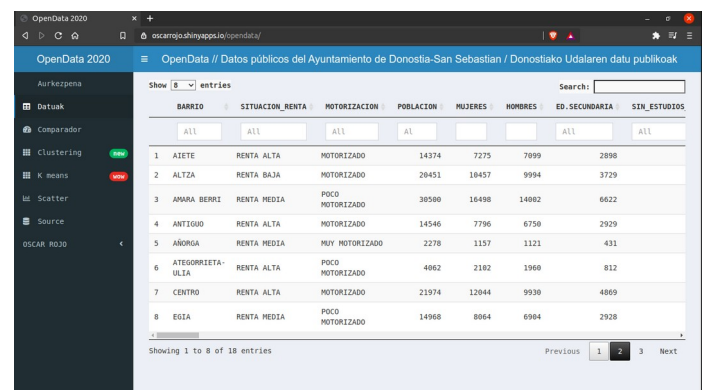 OpenData 2020
oscarrojo.shinyapps.io/opendata/
OpenData 2020
OpenData // Datos públicos del Ayuntamiento de Donostia-San Sebastian / Donostiako Udalaren datu publikoak
Aurkezpena
Datuak
Comparador
Clustering new
K means wow
Scatter
Source
OSCAR ROJO
Show 8 entries
Search:
BARRIO SITUACION_RENTA MOTORIZACION POBLACION MUJERES HOMBRES ED.SECUNDARIA SIN_ESTUDIOS
All All All Al All All
1 AIETE RENTA ALTA MOTORIZADO 14374 7275 7099 2898
2 ALTZA RENTA BAJA MOTORIZADO 20451 10457 9994 3729
3 AMARA BERRI RENTA MEDIA POCO MOTORIZADO 30500 16498 14002 6622
4 ANTIGUO RENTA ALTA MOTORIZADO 14546 7796 6750 2929
5 AÑORGA RENTA MEDIA MUY MOTORIZADO 2278 1157 1121 431
6 ATEGORRIETA-ULIA RENTA ALTA POCO MOTORIZADO 4062 2102 1960 812
7 CENTRO RENTA ALTA MOTORIZADO 21974 12044 9930 4869
8 EGIA RENTA MEDIA POCO MOTORIZADO 14968 8064 6904 2928
Showing 1 to 8 of 18 entries
Previous 1 2 3 Next